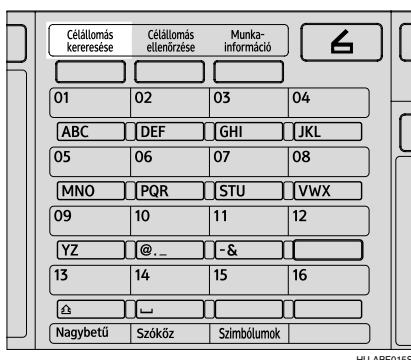 Célállomás kereresése
Célállomás ellenőrzése
Munka-információ
01 02 03 04
ABC DEF GHI JKL
05 06 07 08
MNO PQR STU VWX
09 10 11 12
YZ @._ -&
13 14 15 16
Nagybetű Szóköz Szimbólumok
HU ABF015S